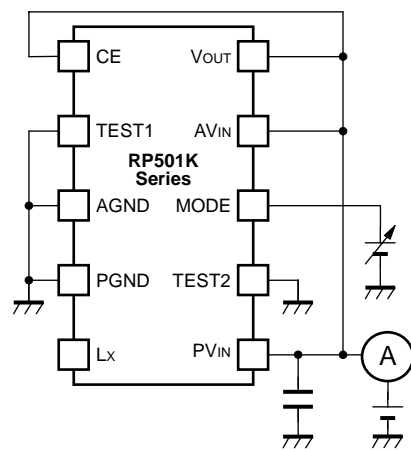 CE VOUT
TEST1 AVIN
RP501K
Series
AGND MODE
PGND TEST2
LX PVIN
A